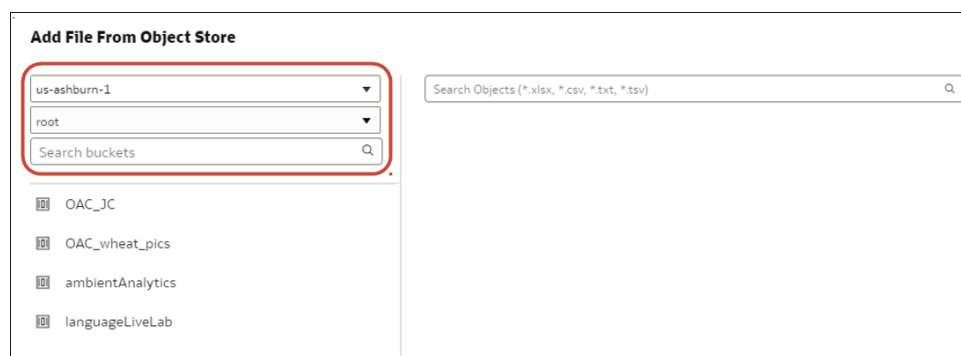 Add File From Object Store
us-ashburn-1
root
Search buckets
OAC_JC
OAC_wheat_pics
ambientAnalytics
languageLiveLab
Search Objects (*.xlsx, *.csv, *.txt, *.tsv)